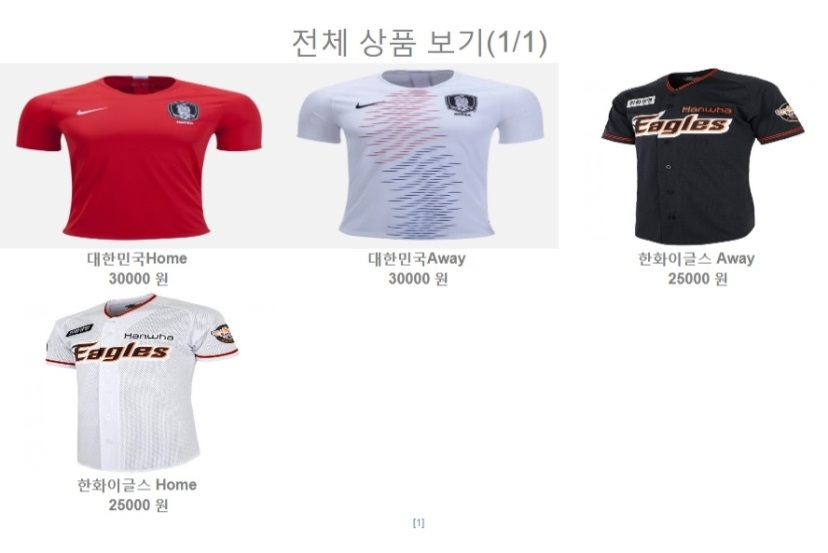 전체 상품 보기(1/1)
Hanwha
Eagles
대한민국Home
30000 원
대한민국Away
30000 원
한화이글스 Away
25000 원
Hanwha
Eagles
한화이글스 Home
25000 원
[1]